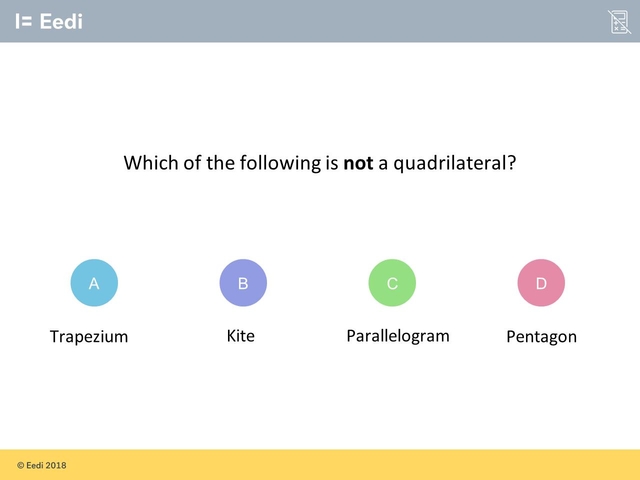 Eedi
Which of the following is not a quadrilateral?
A
B
C
D
Trapezium
Kite
Parallelogram
Pentagon
© Eedi 2018